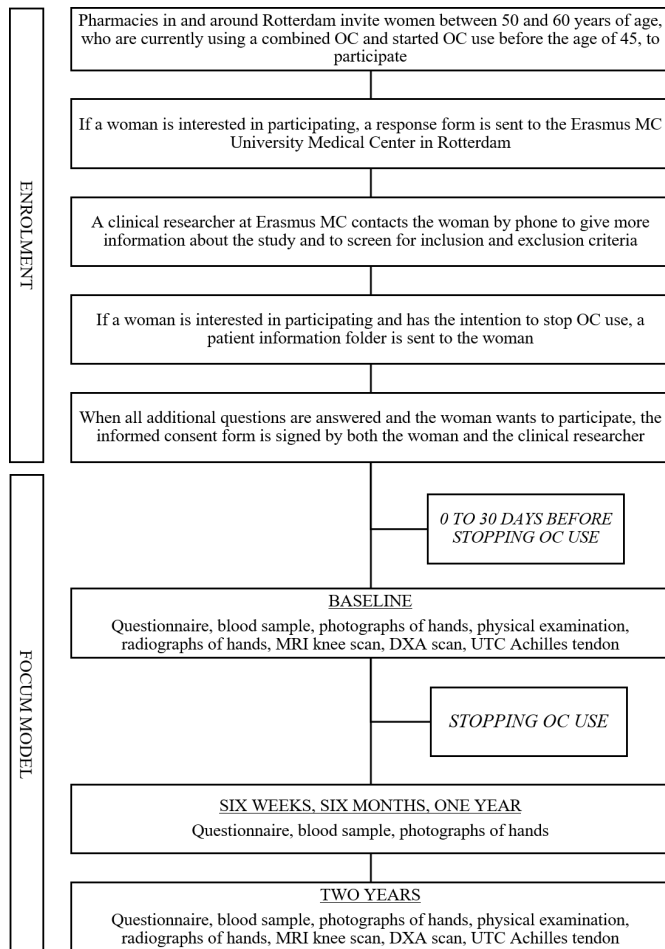 Pharmacies in and around Rotterdam invite women between 50 and 60 years of age,
who are currently using a combined OC and started OC use before the age of 45, to
participate
If a woman is interested in participating, a response form is sent to the Erasmus MC
University Medical Center in Rotterdam
A clinical researcher at Erasmus MC contacts the woman by phone to give more
information about the study and to screen for inclusion and exclusion criteria
If a woman is interested in participating and has the intention to stop OC use, a
patient information folder is sent to the woman
When all additional questions are answered and the woman wants to participate, the
informed consent form is signed by both the woman and the clinical researcher
ENROLMENT
0 TO 30 DAYS BEFORE
STOPPING OC USE
BASELINE
Questionnaire, blood sample, photographs of hands, physical examination,
radiographs of hands, MRI knee scan, DXA scan, UTC Achilles tendon
STOPPING OC USE
SIX WEEKS, SIX MONTHS, ONE YEAR
Questionnaire, blood sample, photographs of hands
TWO YEARS
Questionnaire, blood sample, photographs of hands, physical examination,
radiographs of hands, MRI knee scan, DXA scan, UTC Achilles tendon
FOCUM MODEL